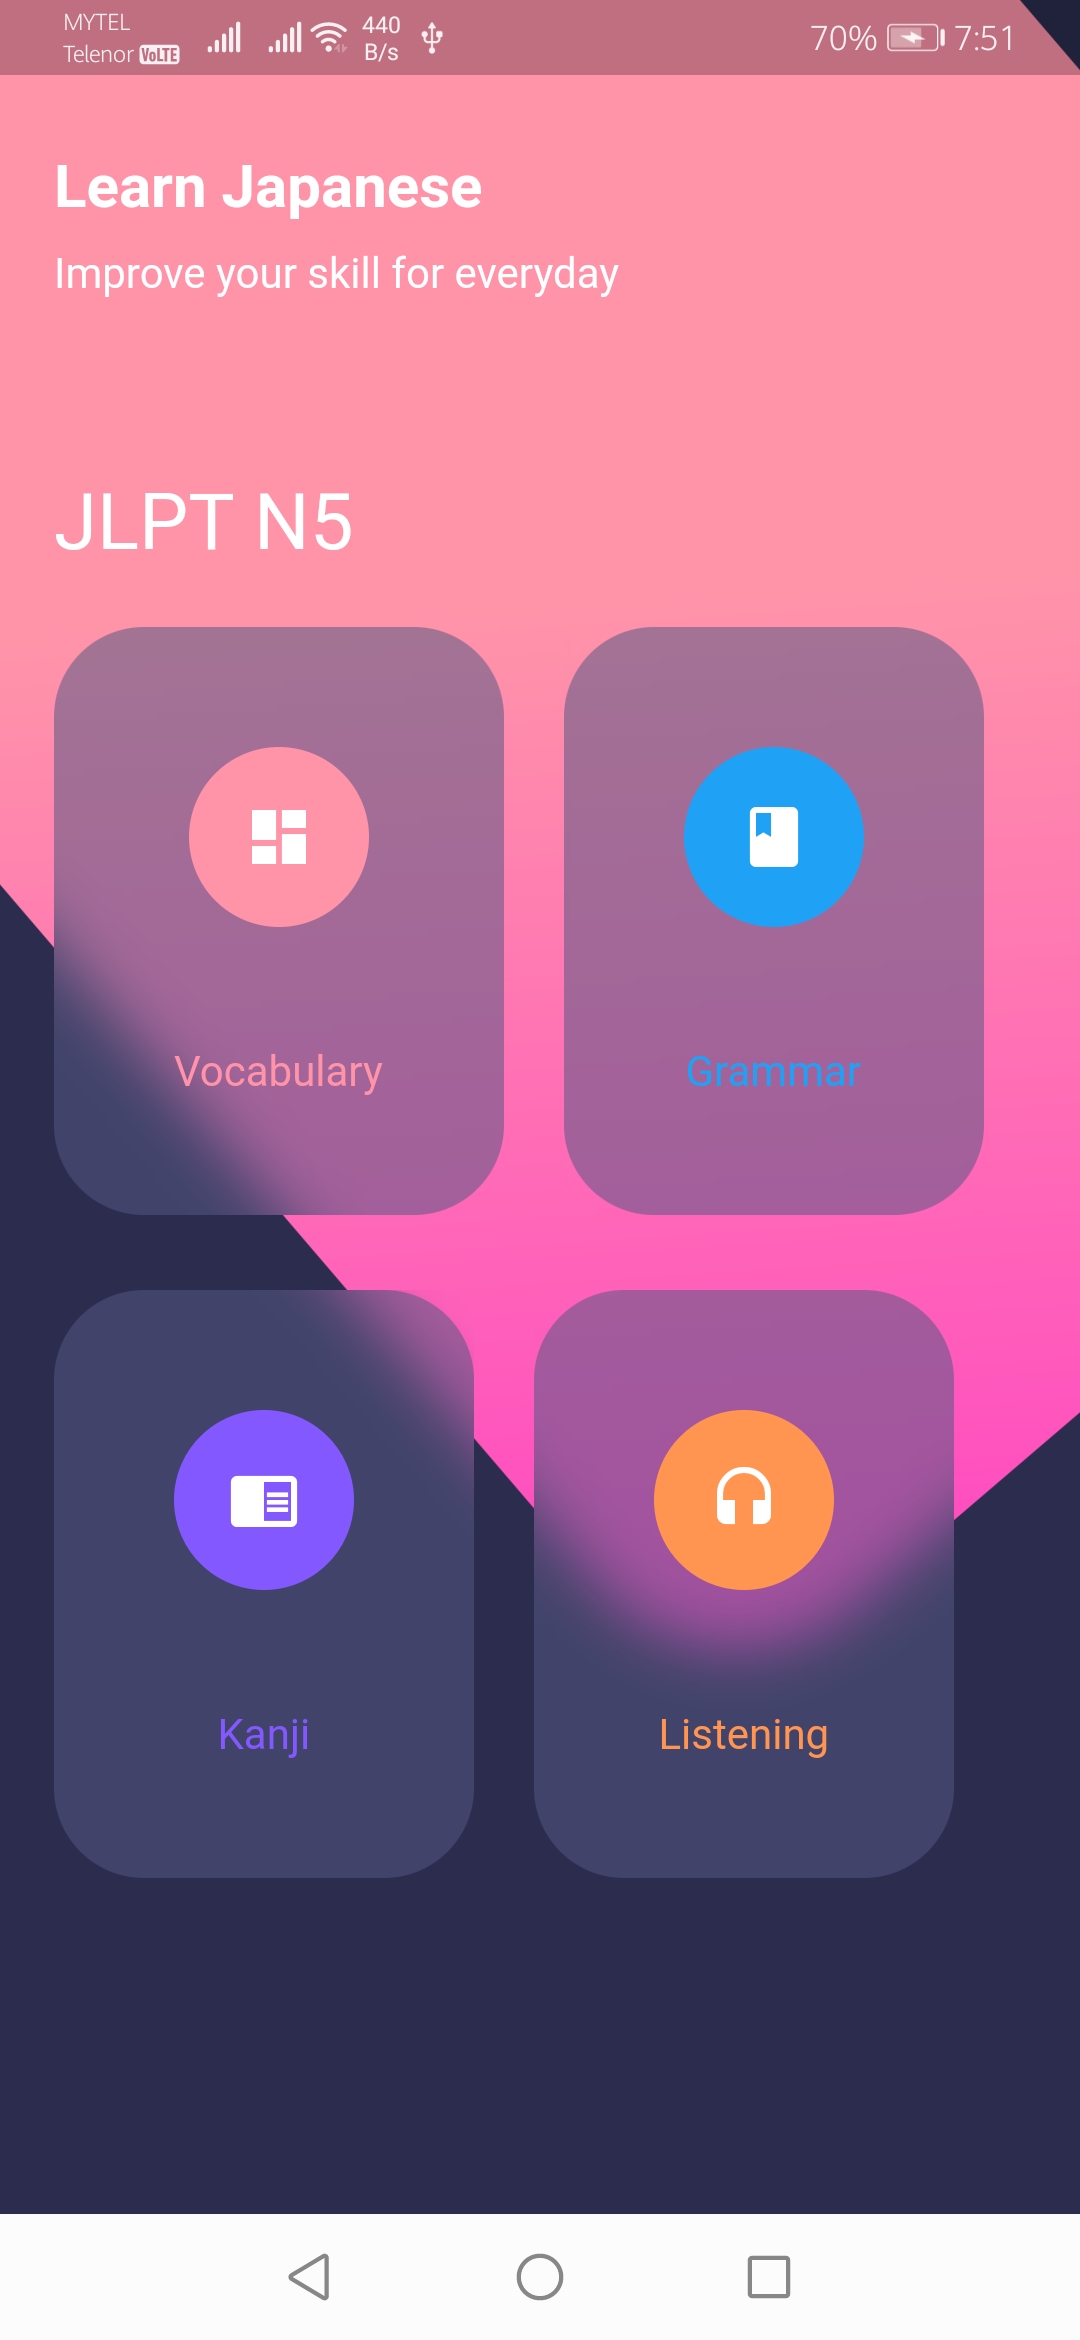 MYTEL
Telenor VoLTE
440
B/s
70%
7:51
Learn Japanese
Improve your skill for everyday
JLPT N5
Vocabulary
Grammar
Kanji
Listening